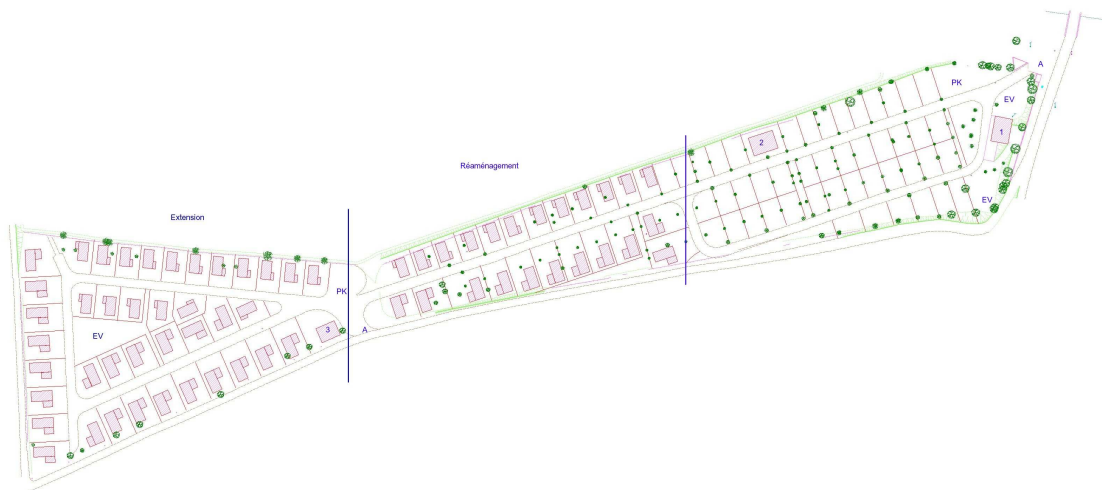 A
PK
EV
1
2
Réaménagement
EV
Extension
PK
A
3
EV